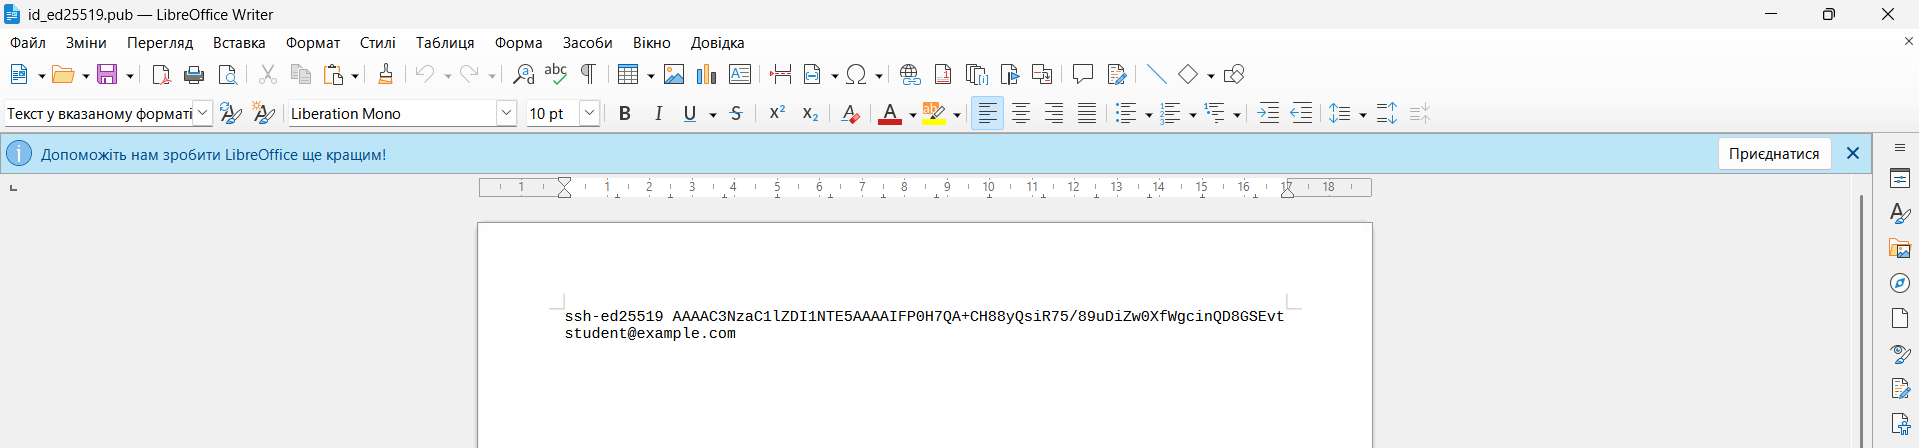 id_ed25519.pub — LibreOffice Writer
Файл Зміни Перегляд Вставка Формат Стилі Таблиця Форма Засоби Вікно Довідка
Текст у вказаному форматі Liberation Mono 10 pt
Допоможіть нам зробити LibreOffice ще кращим! Приєднатися
1 1 2 3 4 5 6 7 8 9 10 11 12 13 14 15 16 17 18
ssh-ed25519 AAAAC3NzaC1lZDI1NTE5AAAAIFP0H7QA+CH88yQsiR75/89uDiZw0XfWgcinQD8GSEvt
student@example.com